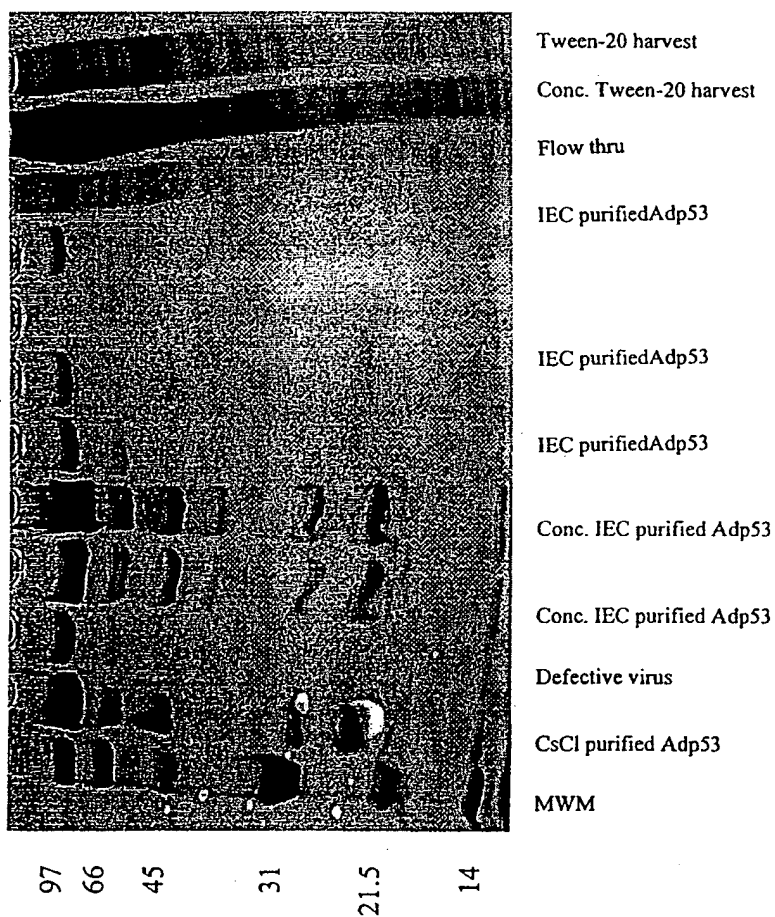 Tween-20 harvest
Conc. Tween-20 harvest
Flow thru
IEC purifiedAdp53
IEC purifiedAdp53
IEC purifiedAdp53
Conc. IEC purified Adp53
Conc. IEC purified Adp53
Defective virus
CsCl purified Adp53
MWM
97
66
45
31
21.5
14